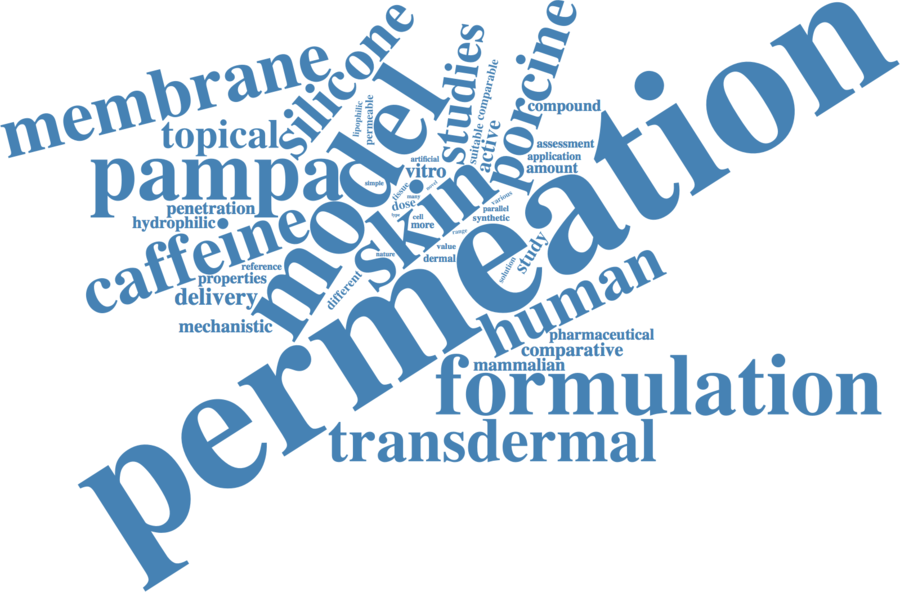 membrane
silicone
studies
porcine
permeation
topical
lipophilic
permeable
model
suitable
comparable
active
compound
pampa
artificial
vitro
assessment
application
amount
simple
tissue
novel
skin
many
dose
various
penetration
hydrophilic
type
cell
more
parallel
synthetic
caffeine
range
value
study
nature
dermal
solution
human
reference
properties
different
delivery
mechanistic
pharmaceutical
comparative
mammalian
formulation
transdermal